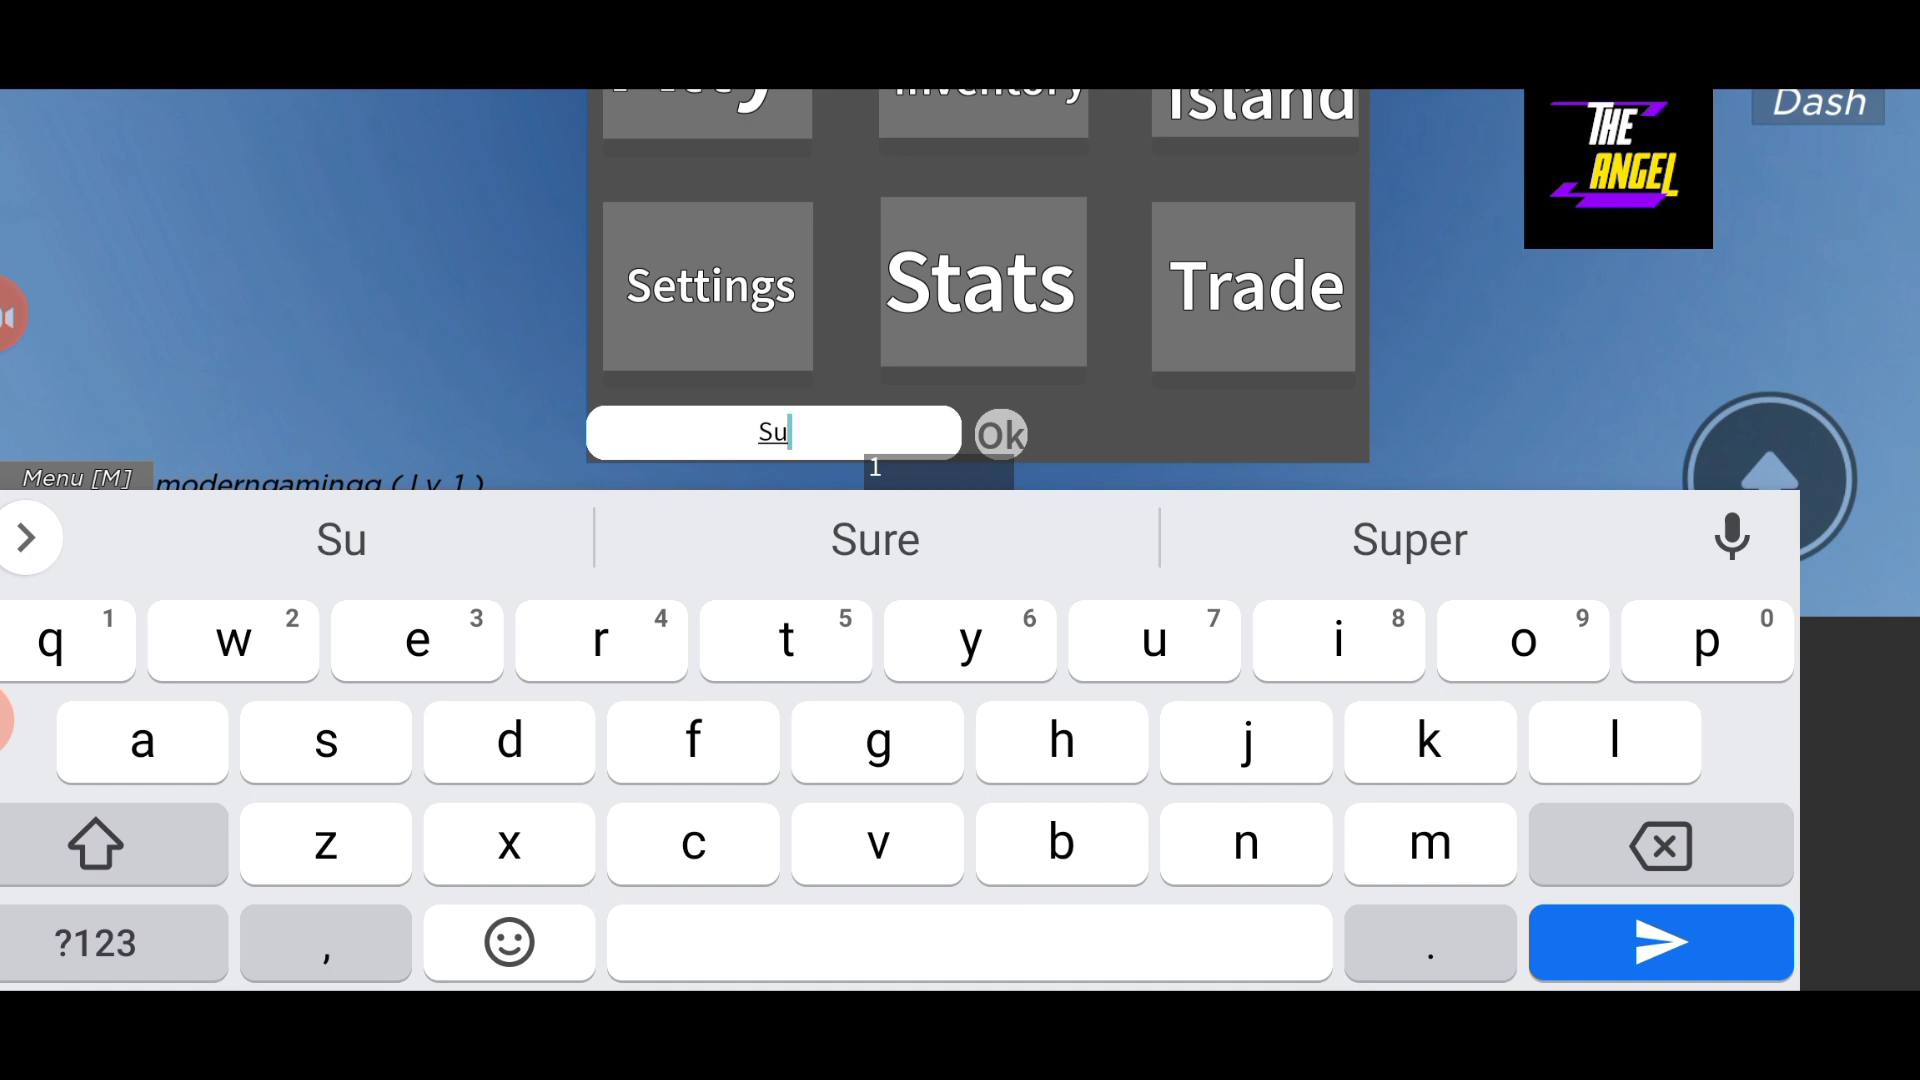 Inventory
Island
Dash
THE
ANGEL
Settings
Stats
Trade
Su
Ok
1
Menu [M]
moderngamingg (Lv 1)
Su
Sure
Super
q 1
w 2
e 3
r 4
t 5
y 6
u 7
i 8
o 9
p 0
a
s
d
f
g
h
j
k
l
z
x
c
v
b
n
m
?123
,
.